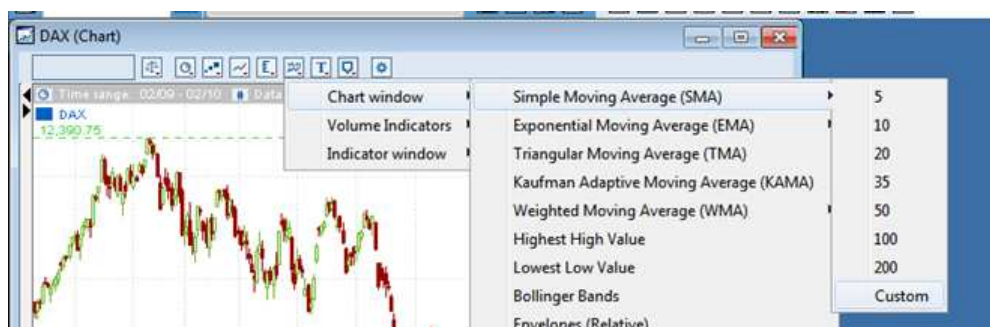 DAX (Chart)
E
T
Time range: 02/09 - 02/10 Data
DAX
12,390.75
Chart window
Volume Indicators
Indicator window
Simple Moving Average (SMA)
Exponential Moving Average (EMA)
Triangular Moving Average (TMA)
Kaufman Adaptive Moving Average (KAMA)
Weighted Moving Average (WMA)
Highest High Value
Lowest Low Value
Bollinger Bands
Envelopes (Relative)
5
10
20
35
50
100
200
Custom